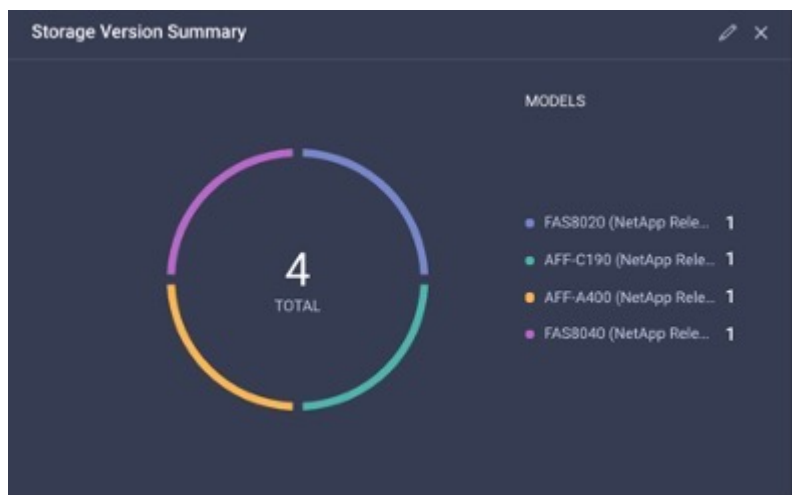 Storage Version Summary
MODELS
4
TOTAL
FAS8020 (NetApp Rele... 1
AFF-C190 (NetApp Rele... 1
AFF-A400 (NetApp Rele... 1
FAS8040 (NetApp Rele... 1